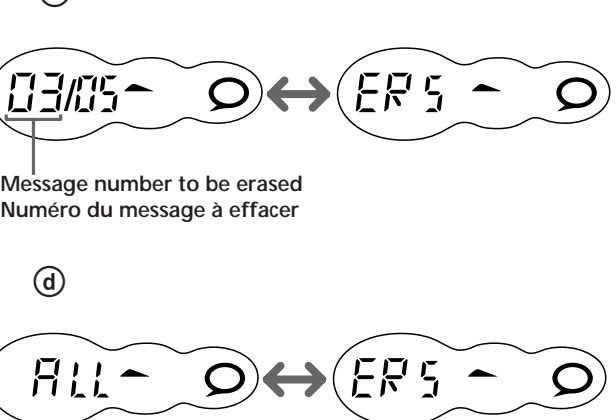 03/05 ERS
Message number to be erased
Numéro du message à effacer
d
ALL ERS